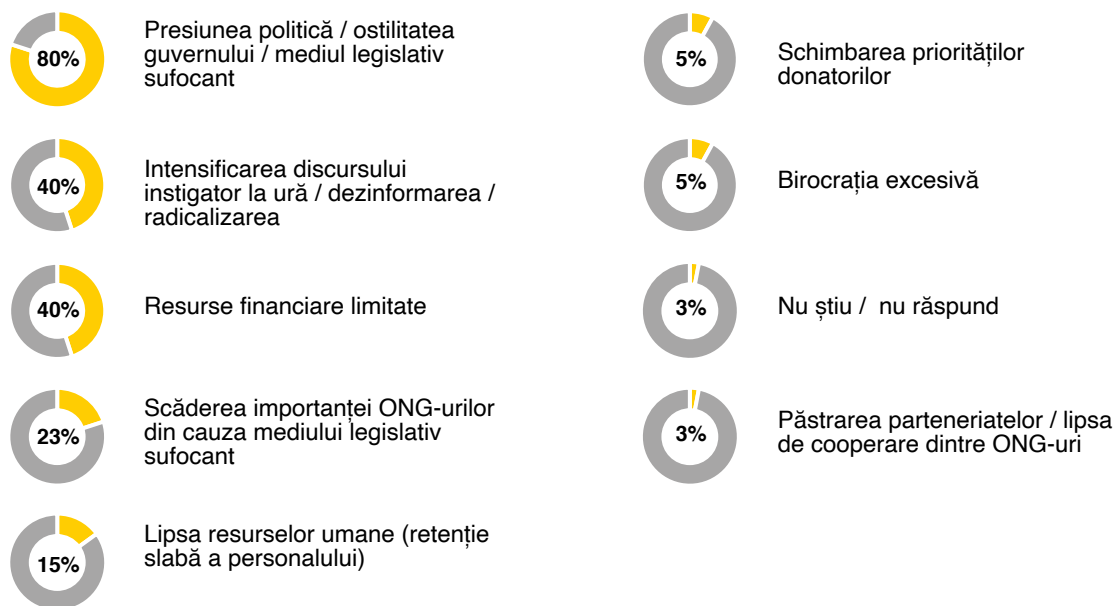 80%
Presiunea politică / ostilitatea
guvernului / mediul legislativ
sufocant
40%
Intensificarea discursului
instigator la ură / dezinformarea /
radicalizarea
40%
Resurse financiare limitate
23%
Scăderea importanței ONG-urilor
din cauza mediului legislativ
sufocant
15%
Lipsa resurselor umane (retenție
slabă a personalului)
5%
Schimbarea priorităților
donatorilor
5%
Birocrația excesivă
3%
Nu știu /  nu răspund
3%
Păstrarea parteneriatelor / lipsa
de cooperare dintre ONG-uri